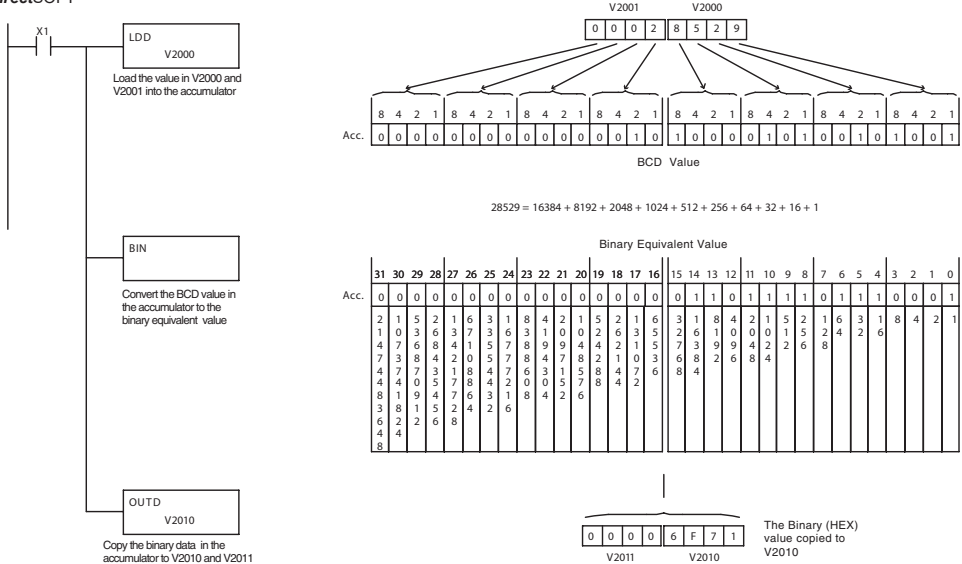 X1
LDD
V2000
Load the value in V2000 and
V2001 into the accumulator
BIN
Convert the BCD value in
the accumulator to the
binary equivalent value
OUTD
V2010
Copy the binary data in the
accumulator to V2010 and V2011
V2001 V2000
0 0 0 2 8 5 2 9
8 4 2 1 8 4 2 1 8 4 2 1 8 4 2 1 8 4 2 1 8 4 2 1 8 4 2 1 8 4 2 1
Acc. 0 0 0 0 0 0 0 0 0 0 0 0 0 0 1 0 1 0 0 0 0 1 0 1 0 0 1 0 1 0 0 1
BCD Value
28529 = 16384 + 8192 + 2048 + 1024 + 512 + 256 + 64 + 32 + 16 + 1
Binary Equivalent Value
31 30 29 28 27 26 25 24 23 22 21 20 19 18 17 16 15 14 13 12 11 10 9 8 7 6 5 4 3 2 1 0
Acc. 0 0 0 0 0 0 0 0 0 0 0 0 0 0 0 0 0 1 1 0 1 1 1 1 0 1 1 1 0 0 0 1
21474483648 1073741824 536870912 268435456 134217728 67108864 33554432 16777216 8388608 4194304 2097152 1048576 524288 262144 131072 65536 32768 16384 8192 4096 2048 1024 512 256 128 64 32 16 8 4 2 1
0 0 0 0 6 F 7 1
V2011 V2010
The Binary (HEX)
value copied to
V2010